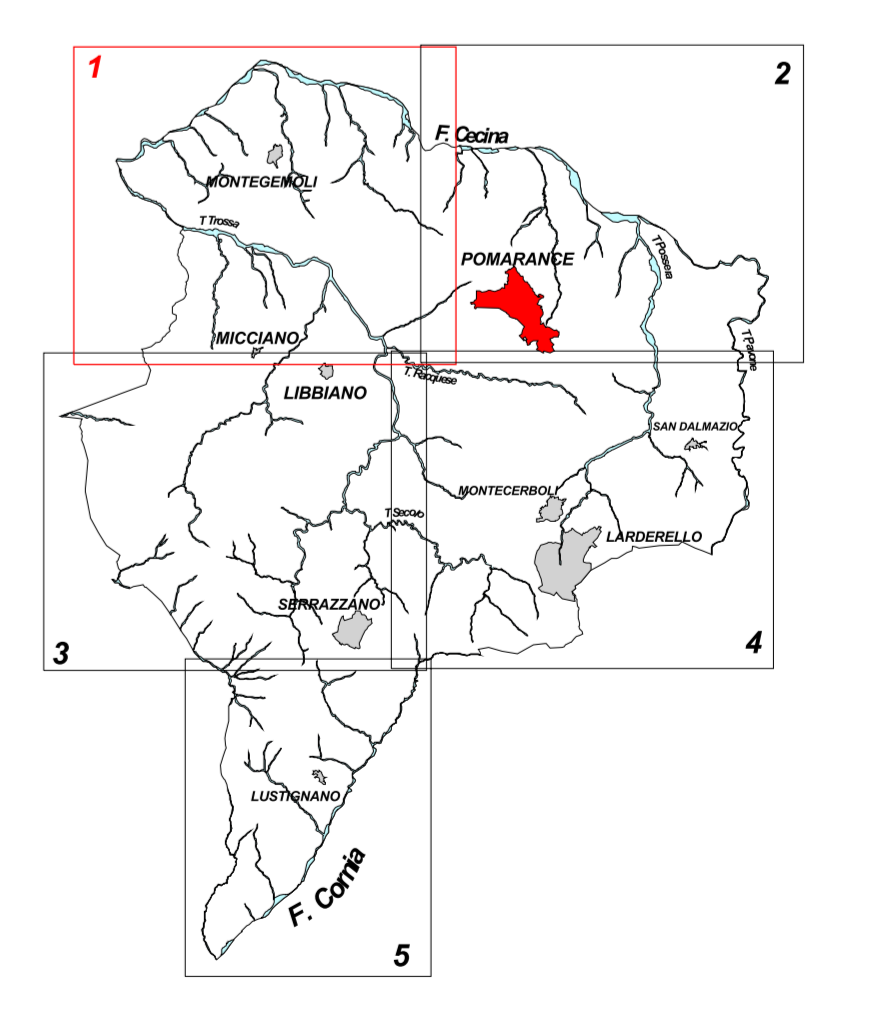 1
2
F. Cecina
MONTEGEMOLI
T Trossa
T Possera
POMARANCE
MICCIANO
T Pavone
T. Racquese
LIBBIANO
SAN DALMAZIO
MONTECERBOLI
T Secolo
LARDERELLO
SERRAZZANO
3
4
LUSTIGNANO
F. Cornia
5